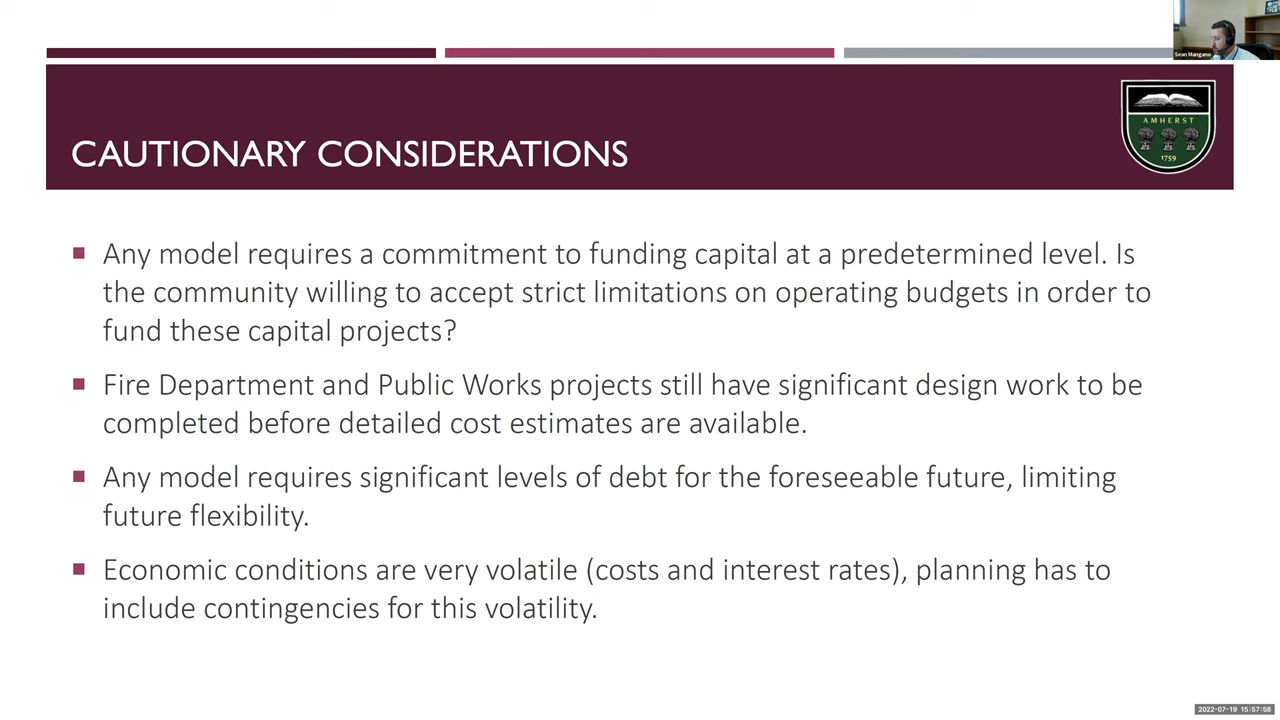 Sean Mangano
AMHERST
1759
CAUTIONARY CONSIDERATIONS
Any model requires a commitment to funding capital at a predetermined level. Is
the community willing to accept strict limitations on operating budgets in order to
fund these capital projects?
Fire Department and Public Works projects still have significant design work to be
completed before detailed cost estimates are available.
Any model requires significant levels of debt for the foreseeable future, limiting
future flexibility.
Economic conditions are very volatile (costs and interest rates), planning has to
include contingencies for this volatility.
2022-07-19 15:57:58